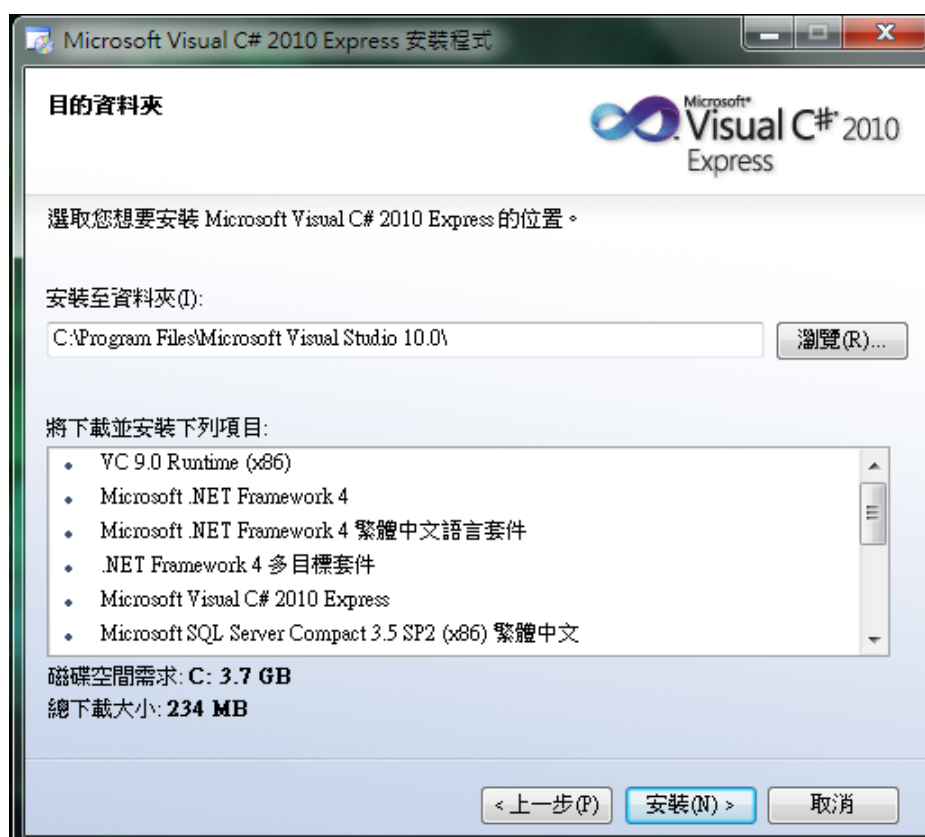 Microsoft Visual C# 2010 Express 安裝程式
目的資料夾
Microsoft®
Visual C#® 2010
Express
選取您想要安裝 Microsoft Visual C# 2010 Express 的位置。
安裝至資料夾(I):
C:\Program Files\Microsoft Visual Studio 10.0\
瀏覽(R)...
將下載並安裝下列項目:
• VC 9.0 Runtime (x86)
• Microsoft .NET Framework 4
• Microsoft .NET Framework 4 繁體中文語言套件
• .NET Framework 4 多目標套件
• Microsoft Visual C# 2010 Express
• Microsoft SQL Server Compact 3.5 SP2 (x86) 繁體中文
磁碟空間需求: C: 3.7 GB
總下載大小: 234 MB
< 上一步(P) 安裝(N) > 取消